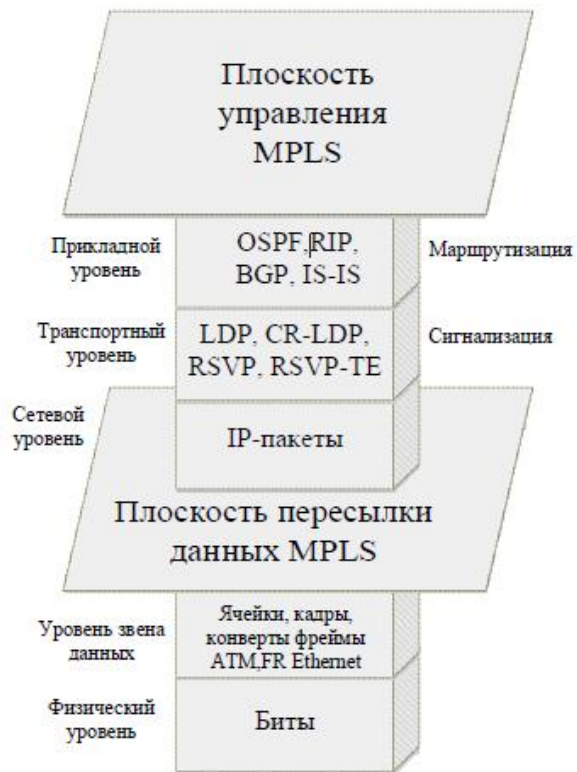 Плоскость
управления
MPLS
Прикладной
уровень
OSPF, RIP,
BGP, IS-IS
Маршрутизация
Транспортный
уровень
LDP, CR-LDP,
RSVP, RSVP-TE
Сигнализация
Сетевой
уровень
IP-пакеты
Плоскость пересылки
данных MPLS
Уровень звена
данных
Ячейки, кадры,
конверты фреймы
ATM,FR Ethernet
Физический
уровень
Биты